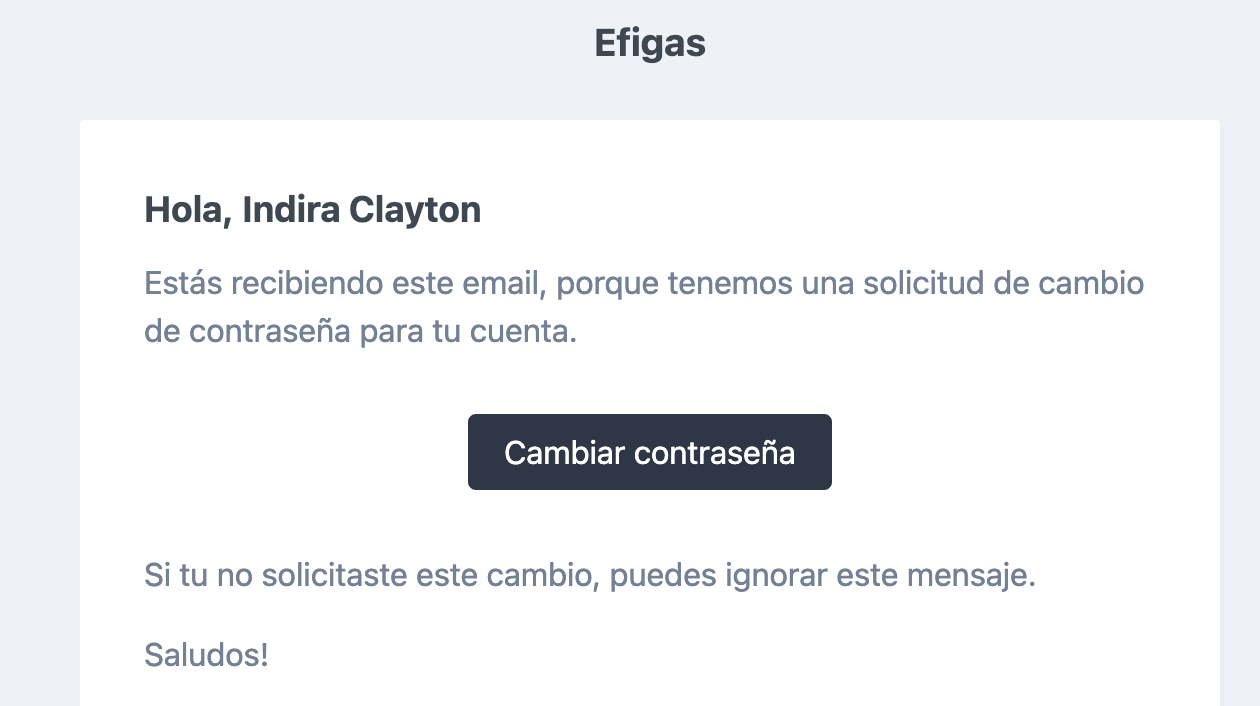 Efigas
Hola, Indira Clayton
Estás recibiendo este email, porque tenemos una solicitud de cambio
de contraseña para tu cuenta.
Cambiar contraseña
Si tu no solicitaste este cambio, puedes ignorar este mensaje.
Saludos!